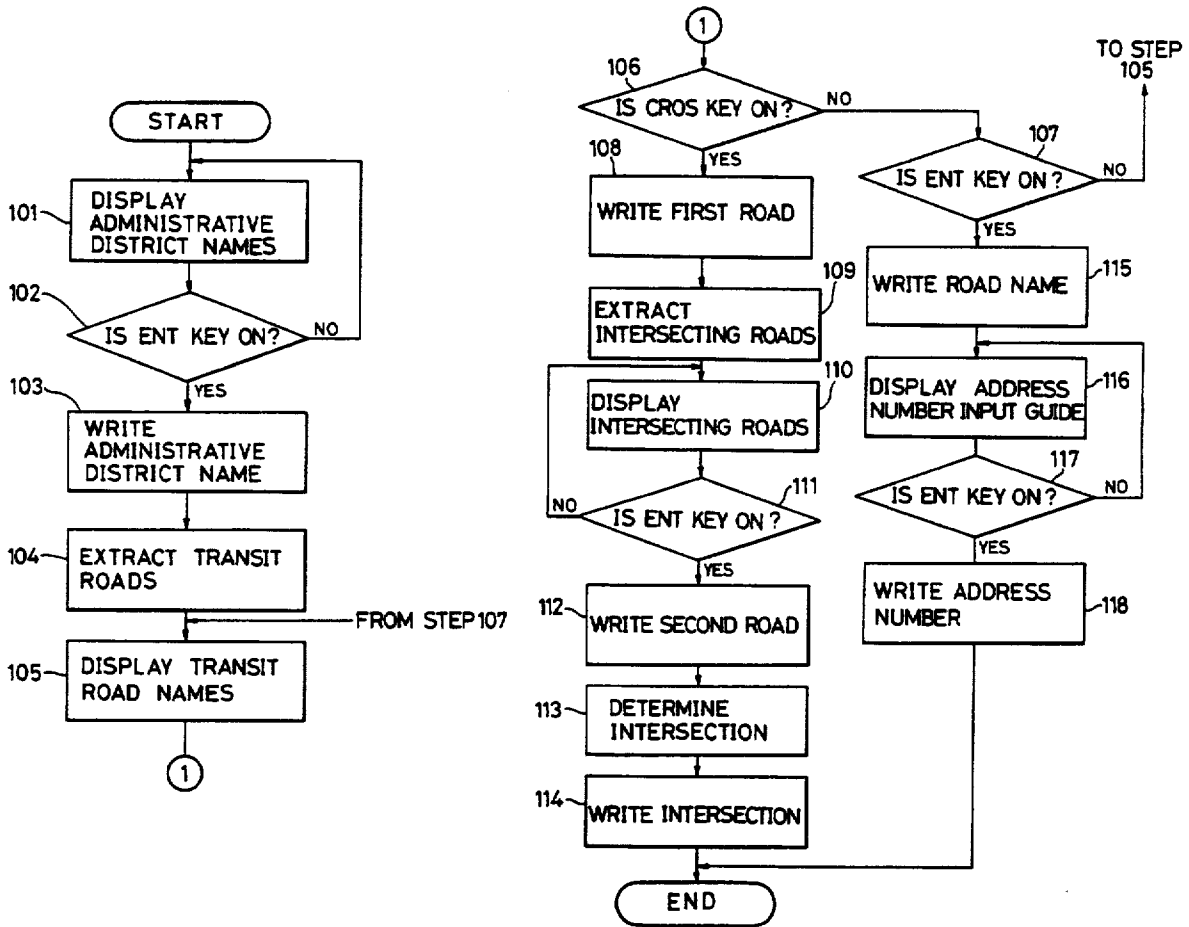 START
101
DISPLAY
ADMINISTRATIVE
DISTRICT NAMES
102
IS ENT KEY ON?
NO
YES
103
WRITE
ADMINISTRATIVE
DISTRICT NAME
104
EXTRACT TRANSIT
ROADS
FROM STEP 107
105
DISPLAY TRANSIT
ROAD NAMES
1
1
106
IS CROS KEY ON?
NO
YES
TO STEP
105
107
IS ENT KEY ON?
NO
YES
108
WRITE FIRST ROAD
109
EXTRACT
INTERSECTING ROADS
110
DISPLAY
INTERSECTING ROADS
111
NO
IS ENT KEY ON?
YES
112
WRITE SECOND ROAD
113
DETERMINE
INTERSECTION
114
WRITE INTERSECTION
WRITE ROAD NAME
115
DISPLAY ADDRESS
NUMBER INPUT GUIDE
116
117
IS ENT KEY ON?
NO
YES
WRITE ADDRESS
NUMBER
118
END